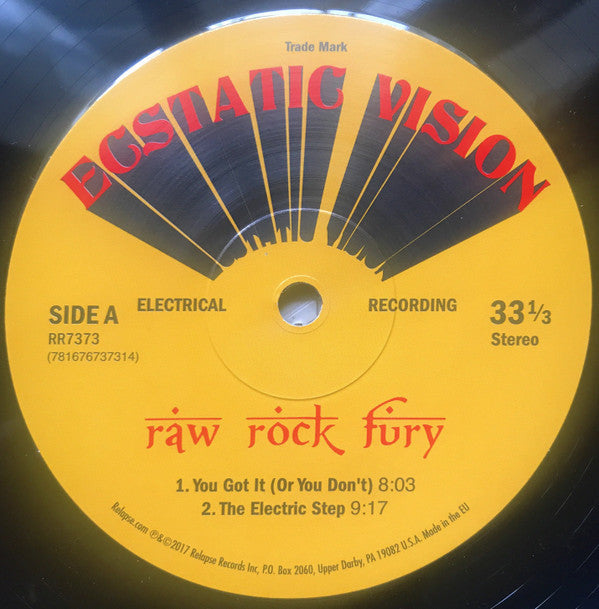 Trade Mark
ECSTATIC VISION
SIDE A
ELECTRICAL
RECORDING
33 1/3
RR7373
Stereo
(781676737314)
raw rock fury
1. You Got It (Or You Don't) 8:03
2. The Electric Step 9:17
Relapse.com ℗&©2017 Relapse Records Inc, P.O. Box 2060, Upper Darby, PA 19082 U.S.A. Made in the EU